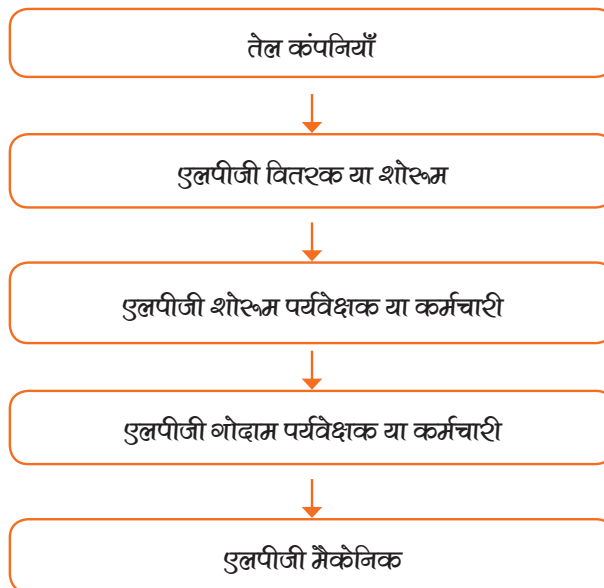 तेल कंपनियाँ
एलपीजी वितरक या शोरूम
एलपीजी शोरूम पर्यवेक्षक या कर्मचारी
एलपीजी गोदाम पर्यवेक्षक या कर्मचारी
एलपीजी मैकेनिक